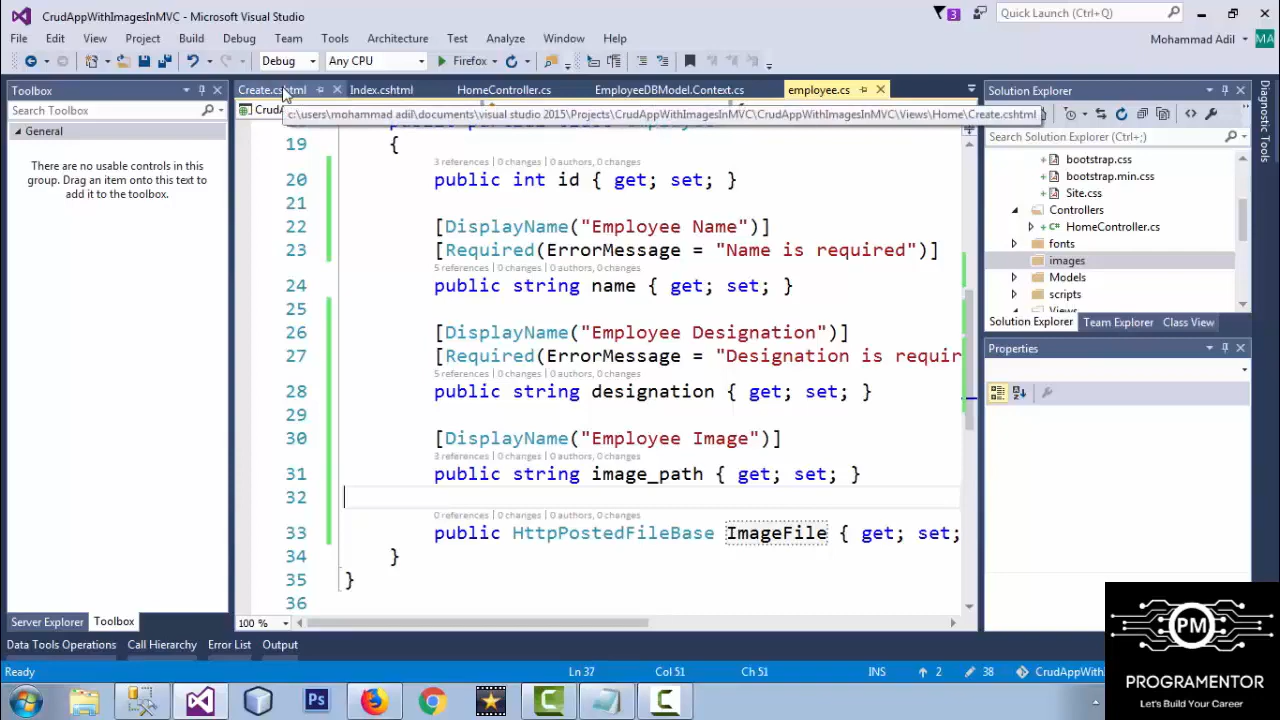 CrudAppWithImagesInMVC - Microsoft Visual Studio
3
Quick Launch (Ctrl+Q)
File Edit View Project Build Debug Team Tools Architecture Test Analyze Window Help
Mohammad Adil
MA
Debug
Any CPU
Firefox
Toolbox
Search Toolbox
General
There are no usable controls in this
group. Drag an item onto this text to
add it to the toolbox.
Server Explorer
Toolbox
Create.cshtml
Index.cshtml
HomeController.cs
EmployeeDBModel.Context.cs
employee.cs
c:\users\mohammad adil\documents\visual studio 2015\Projects\CrudAppWithImagesInMVC\CrudAppWithImagesInMVC\Views\Home\Create.cshtml
19 {
3 references | 0 changes | 0 authors, 0 changes
20 public int id { get; set; }
21
22 [DisplayName("Employee Name")]
23 [Required(ErrorMessage = "Name is required")]
5 references | 0 changes | 0 authors, 0 changes
24 public string name { get; set; }
25
26 [DisplayName("Employee Designation")]
27 [Required(ErrorMessage = "Designation is requir
5 references | 0 changes | 0 authors, 0 changes
28 public string designation { get; set; }
29
30 [DisplayName("Employee Image")]
3 references | 0 changes | 0 authors, 0 changes
31 public string image_path { get; set; }
32
0 references | 0 changes | 0 authors, 0 changes
33 public HttpPostedFileBase ImageFile { get; set;
34 }
35 }
36
100 %
Solution Explorer
Search Solution Explorer
bootstrap.css
bootstrap.min.css
Site.css
Controllers
HomeController.cs
fonts
images
Models
scripts
Solution Explorer Team Explorer Class View
Properties
Diagnostic Tools
Data Tools Operations Call Hierarchy Error List Output
Ready
Ln 37
Col 51
Ch 51
INS
2
38
CrudAppWithI
Ps
PM
PROGRAMENTOR
Let's Build Your Career